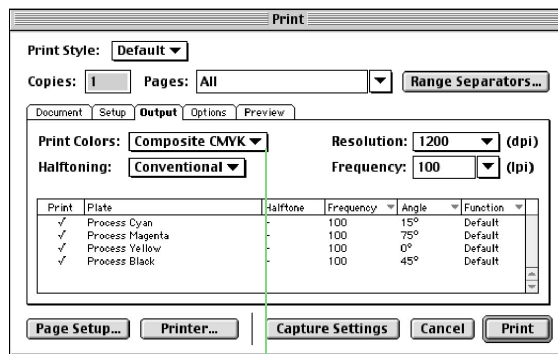 Print
Print Style: Default
Copies: 1 Pages: All Range Separators...
Document Setup Output Options Preview
Print Colors: Composite CMYK Resolution: 1200 (dpi)
Halftoning: Conventional Frequency: 100 (lpi)
Print Plate Halftone Frequency Angle Function
√ Process Cyan - 100 15° Default
√ Process Magenta - 100 75° Default
√ Process Yellow - 100 0° Default
√ Process Black - 100 45° Default
Page Setup... Printer... Capture Settings Cancel Print